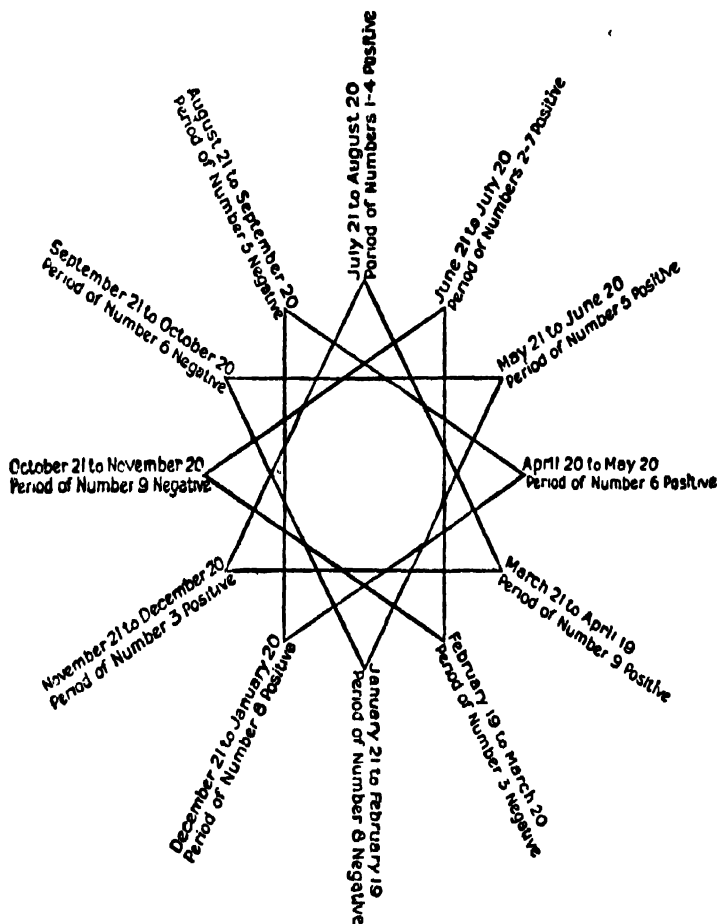 July 21 to August 20
Period of Numbers 1-4 Positive
June 21 to July 20
Period of Numbers 2-7 Positive
May 21 to June 20
Period of Number 5 Positive
April 20 to May 20
Period of Number 6 Positive
March 21 to April 19
Period of Number 9 Positive
February 19 to March 20
Period of Number 3 Negative
January 21 to February 19
Period of Number 8 Negative
December 21 to January 20
Period of Number 8 Positive
November 21 to December 20
Period of Number 3 Positive
October 21 to November 20
Period of Number 9 Negative
September 21 to October 20
Period of Number 6 Negative
August 21 to September 20
Period of Number 5 Negative